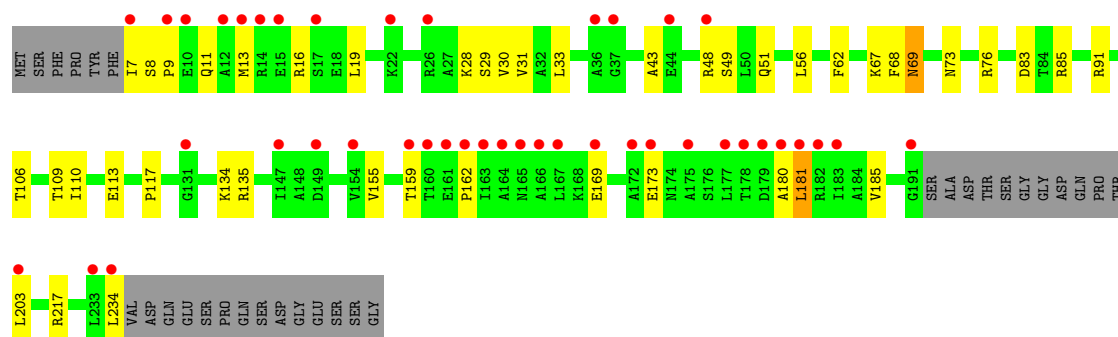 MET SER PHE PRO TYR PHE I7 S8 P9 E10 Q11 A12 M13 R14 E15 R16 S17 E18 L19 K22 R26 A27 K28 S29 V30 V31 A32 L33 A36 G37 A43 E44 R48 S49 L50 Q51 L56 F62 K67 F68 N69 N73 R76 D83 T84 R85 R91
T106 T109 I110 E113 P117 G131 K134 R135 I147 A148 D149 V154 V155 T159 T160 E161 P162 I163 A164 N165 A166 L167 K168 E169 A172 E173 N174 A175 S176 L177 T178 D179 A180 L181 R182 I183 A184 V185 G191 SER ALA ASP THR SER GLY GLY ASP GLN PRO THR
L203 R217 L233 L234 VAL ASP GLN GLU SER PRO GLN SER ASP GLY GLU SER SER GLY